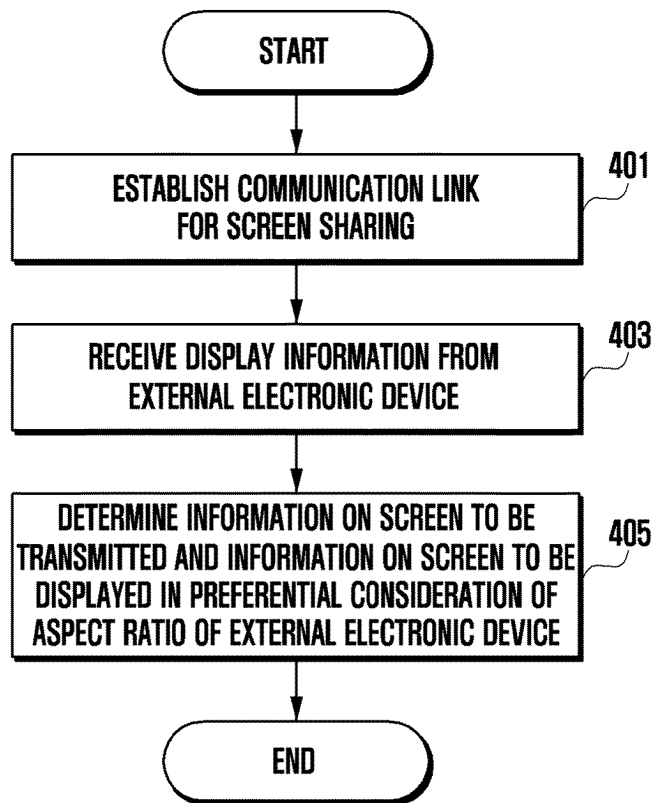 START
ESTABLISH COMMUNICATION LINK
FOR SCREEN SHARING
401
RECEIVE DISPLAY INFORMATION FROM
EXTERNAL ELECTRONIC DEVICE
403
DETERMINE INFORMATION ON SCREEN TO BE
TRANSMITTED AND INFORMATION ON SCREEN TO BE
DISPLAYED IN PREFERENTIAL CONSIDERATION OF
ASPECT RATIO OF EXTERNAL ELECTRONIC DEVICE
405
END